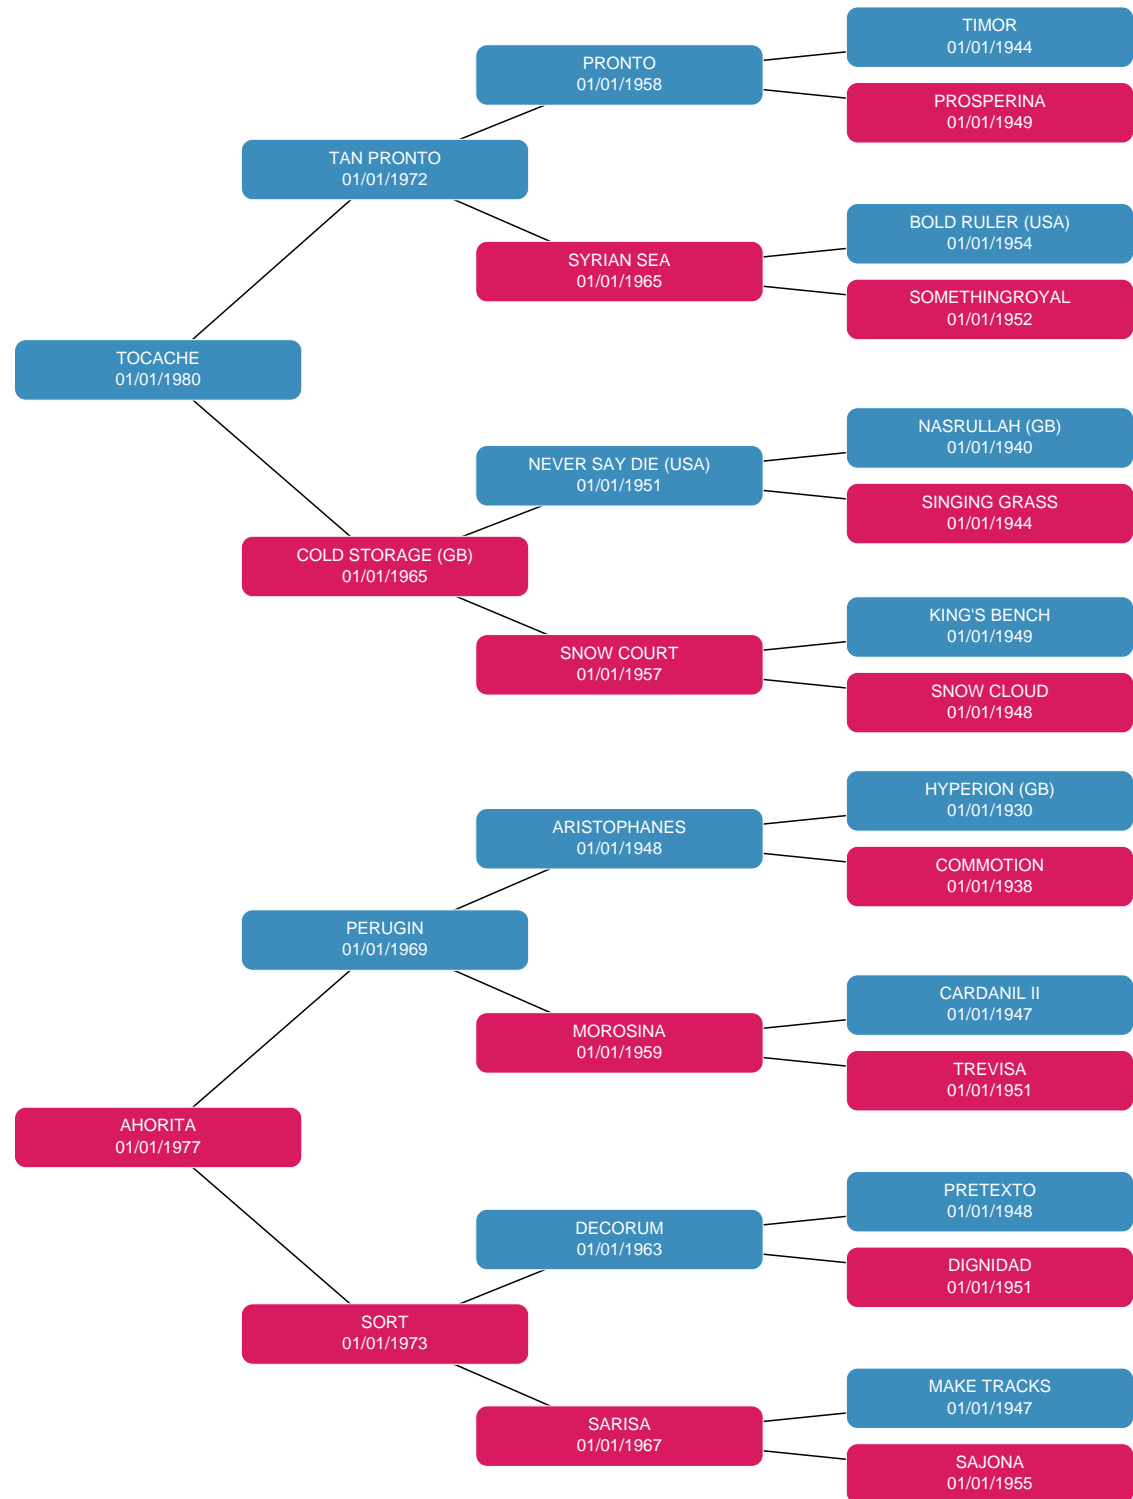 TIMOR
01/01/1944
PRONTO
01/01/1958
PROSPERINA
01/01/1949
TAN PRONTO
01/01/1972
BOLD RULER (USA)
01/01/1954
SYRIAN SEA
01/01/1965
SOMETHINGROYAL
01/01/1952
TOCACHE
01/01/1980
NASRULLAH (GB)
01/01/1940
NEVER SAY DIE (USA)
01/01/1951
SINGING GRASS
01/01/1944
COLD STORAGE (GB)
01/01/1965
KING'S BENCH
01/01/1949
SNOW COURT
01/01/1957
SNOW CLOUD
01/01/1948
HYPERION (GB)
01/01/1930
ARISTOPHANES
01/01/1948
COMMOTION
01/01/1938
PERUGIN
01/01/1969
CARDANIL II
01/01/1947
MOROSINA
01/01/1959
TREVISA
01/01/1951
AHORITA
01/01/1977
PRETEXTO
01/01/1948
DECORUM
01/01/1963
DIGNIDAD
01/01/1951
SORT
01/01/1973
MAKE TRACKS
01/01/1947
SARISA
01/01/1967
SAJONA
01/01/1955